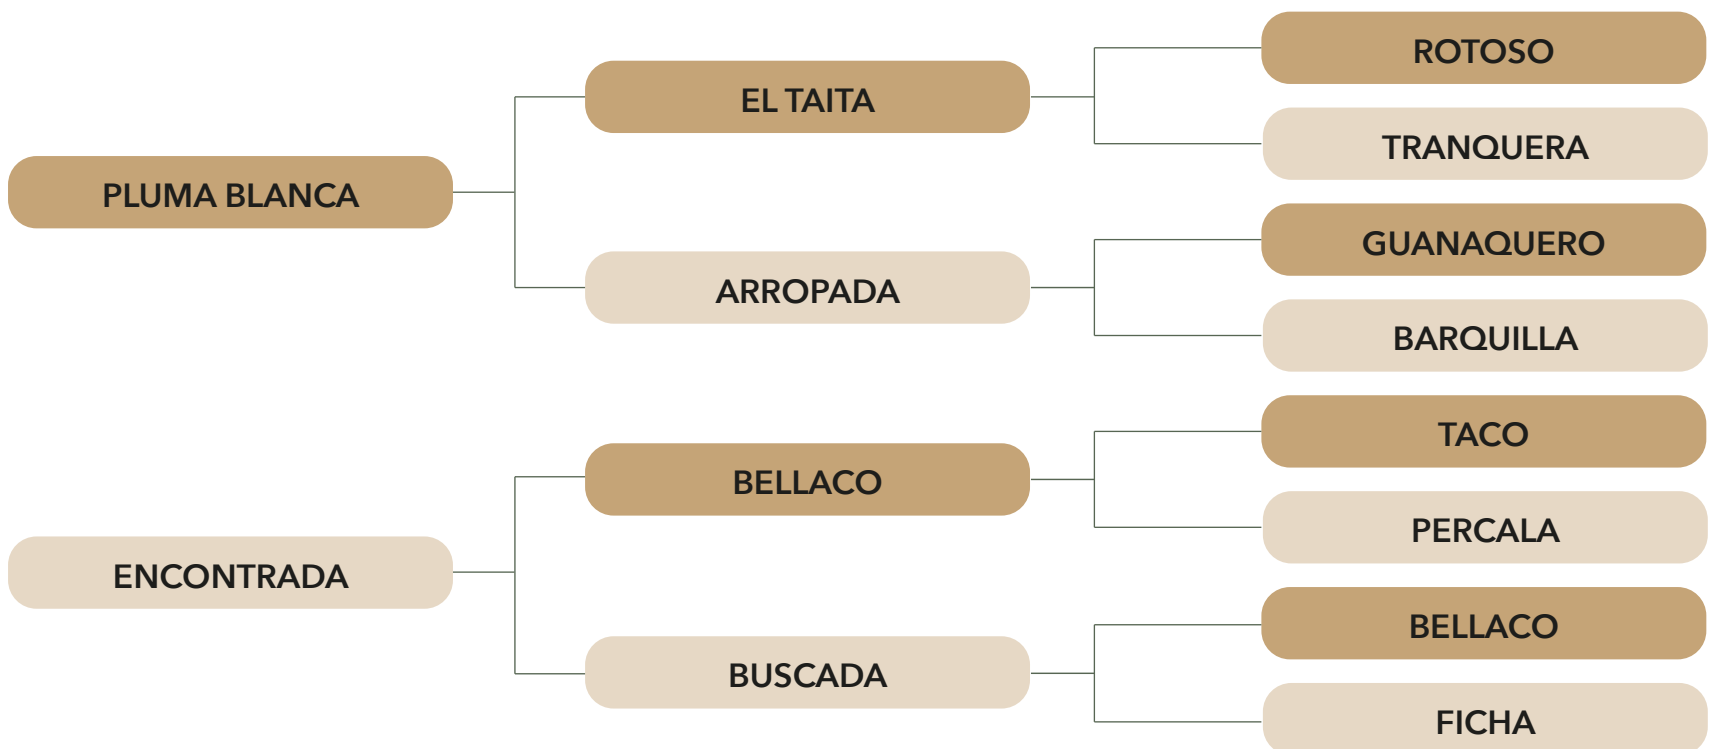 ROTOSO
EL TAITA
TRANQUERA
PLUMA BLANCA
GUANAQUERO
ARROPADA
BARQUILLA
TACO
BELLACO
PERCALA
ENCONTRADA
BELLACO
BUSCADA
FICHA